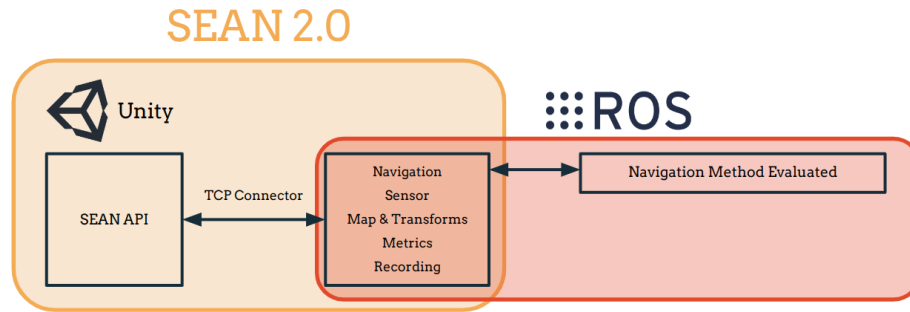 SEAN 2.0
Unity
ROS
SEAN API
TCP Connector
Navigation
Sensor
Map & Transforms
Metrics
Recording
Navigation Method Evaluated